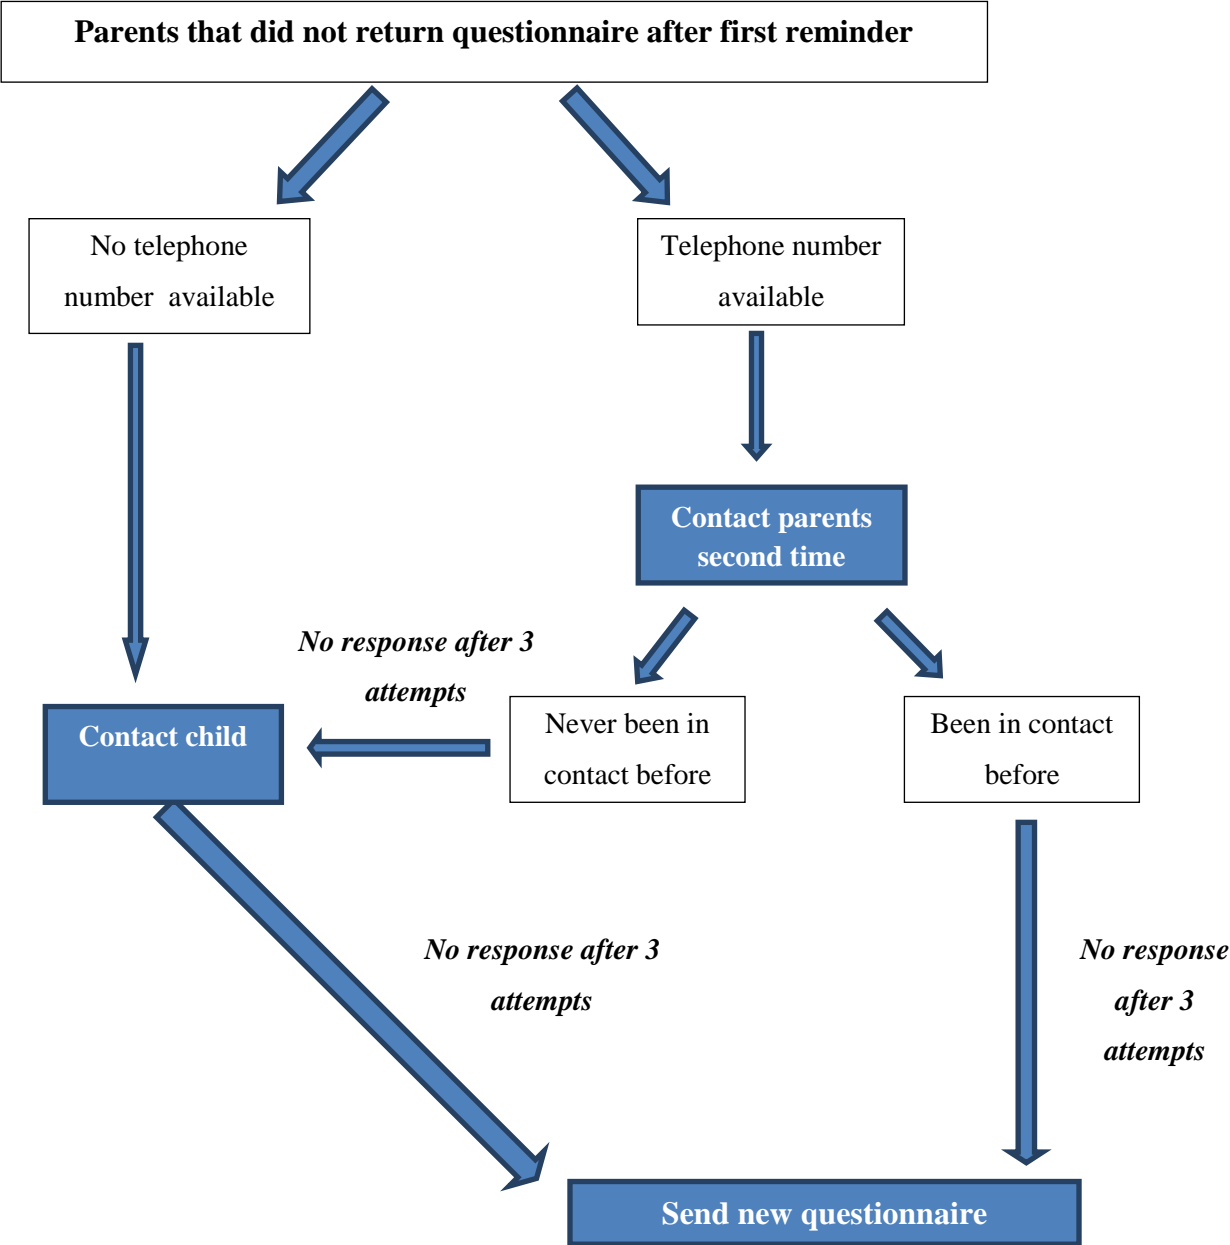 Parents that did not return questionnaire after first reminder
No telephone
number available
Telephone number
available
Contact parents
second time
No response after 3
attempts
Contact child
Never been in
contact before
Been in contact
before
No response after 3
attempts
No response
after 3
attempts
Send new questionnaire